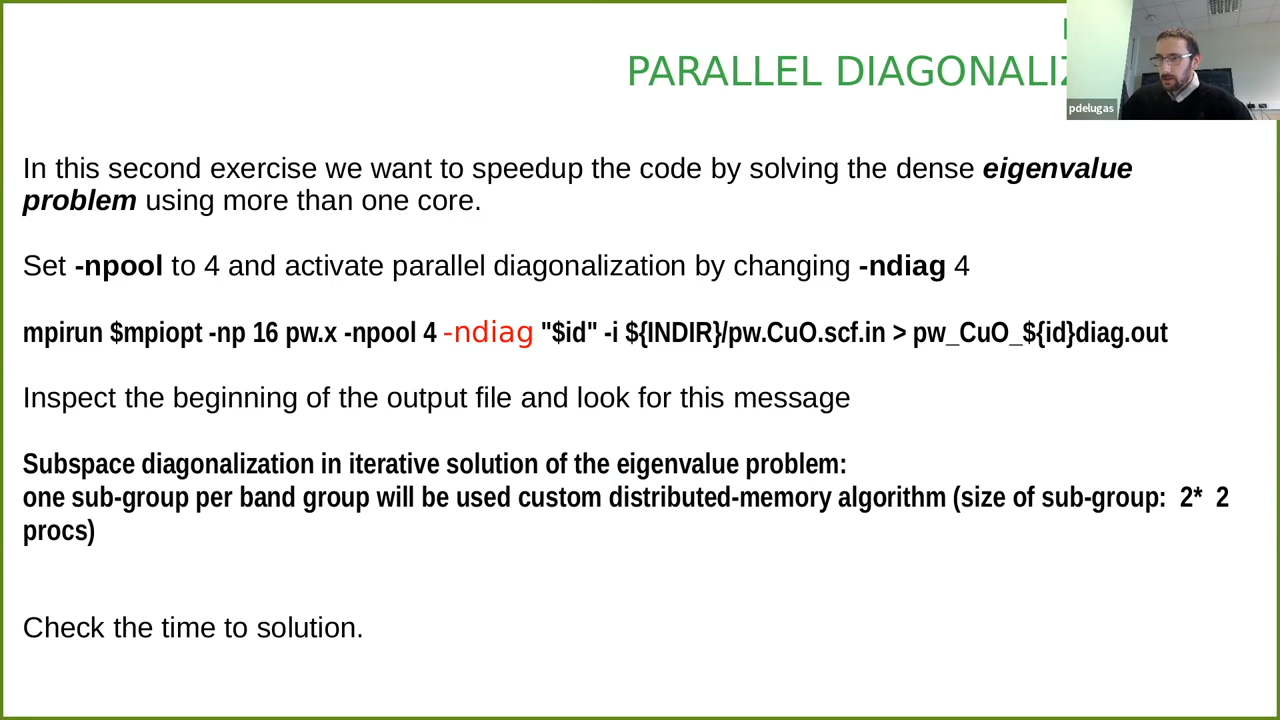 PARALLEL DIAGONALIZ
pdelugas
In this second exercise we want to speedup the code by solving the dense eigenvalue
problem using more than one core.
Set -npool to 4 and activate parallel diagonalization by changing -ndiag 4
mpirun $mpiopt -np 16 pw.x -npool 4 -ndiag "$id" -i ${INDIR}/pw.CuO.scf.in > pw_CuO_${id}diag.out
Inspect the beginning of the output file and look for this message
Subspace diagonalization in iterative solution of the eigenvalue problem:
one sub-group per band group will be used custom distributed-memory algorithm (size of sub-group:  2*  2
procs)
Check the time to solution.